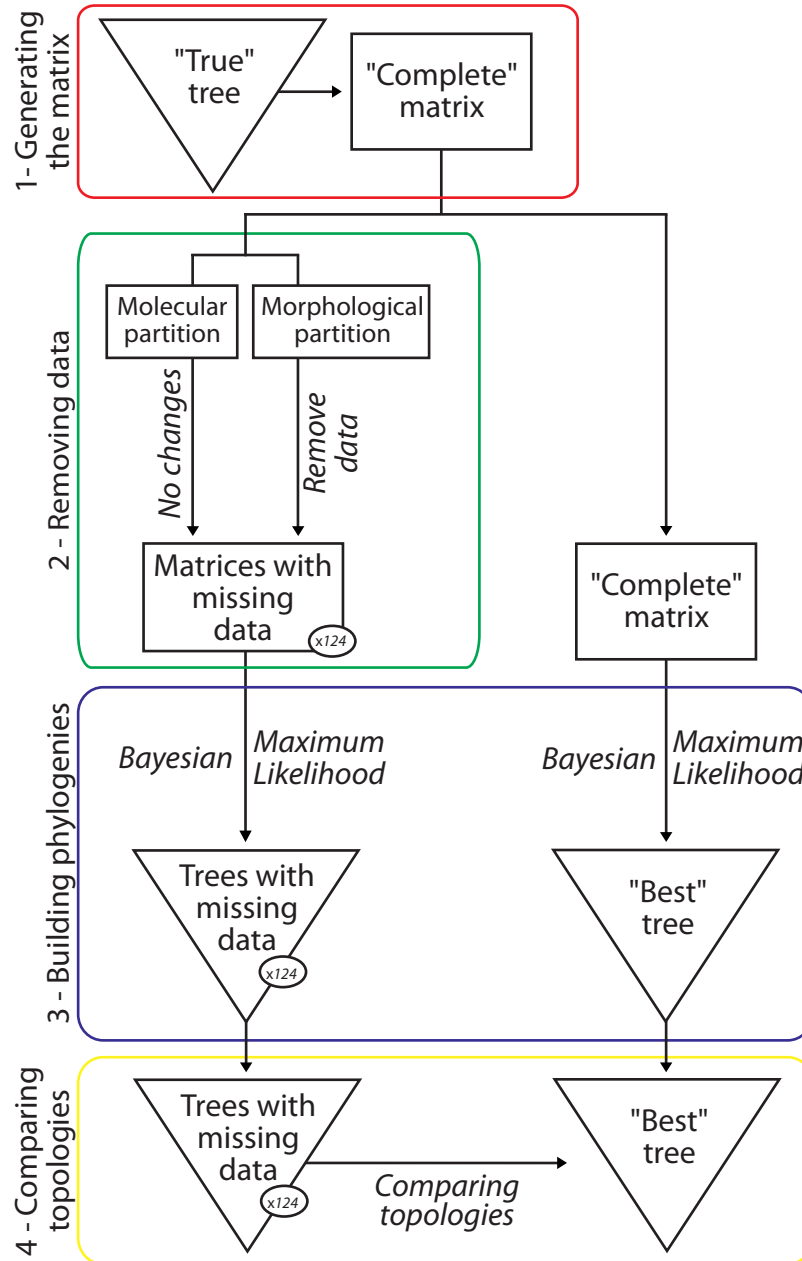 1- Generating
the matrix
"True"
tree
"Complete"
matrix
2 - Removing data
Molecular
partition
Morphological
partition
No changes
Remove
data
Matrices with
missing
data
x124
"Complete"
matrix
3 - Building phylogenies
Bayesian
Maximum
Likelihood
Bayesian
Maximum
Likelihood
Trees with
missing
data
x124
"Best"
tree
4 - Comparing
topologies
Trees with
missing
data
x124
Comparing
topologies
"Best"
tree